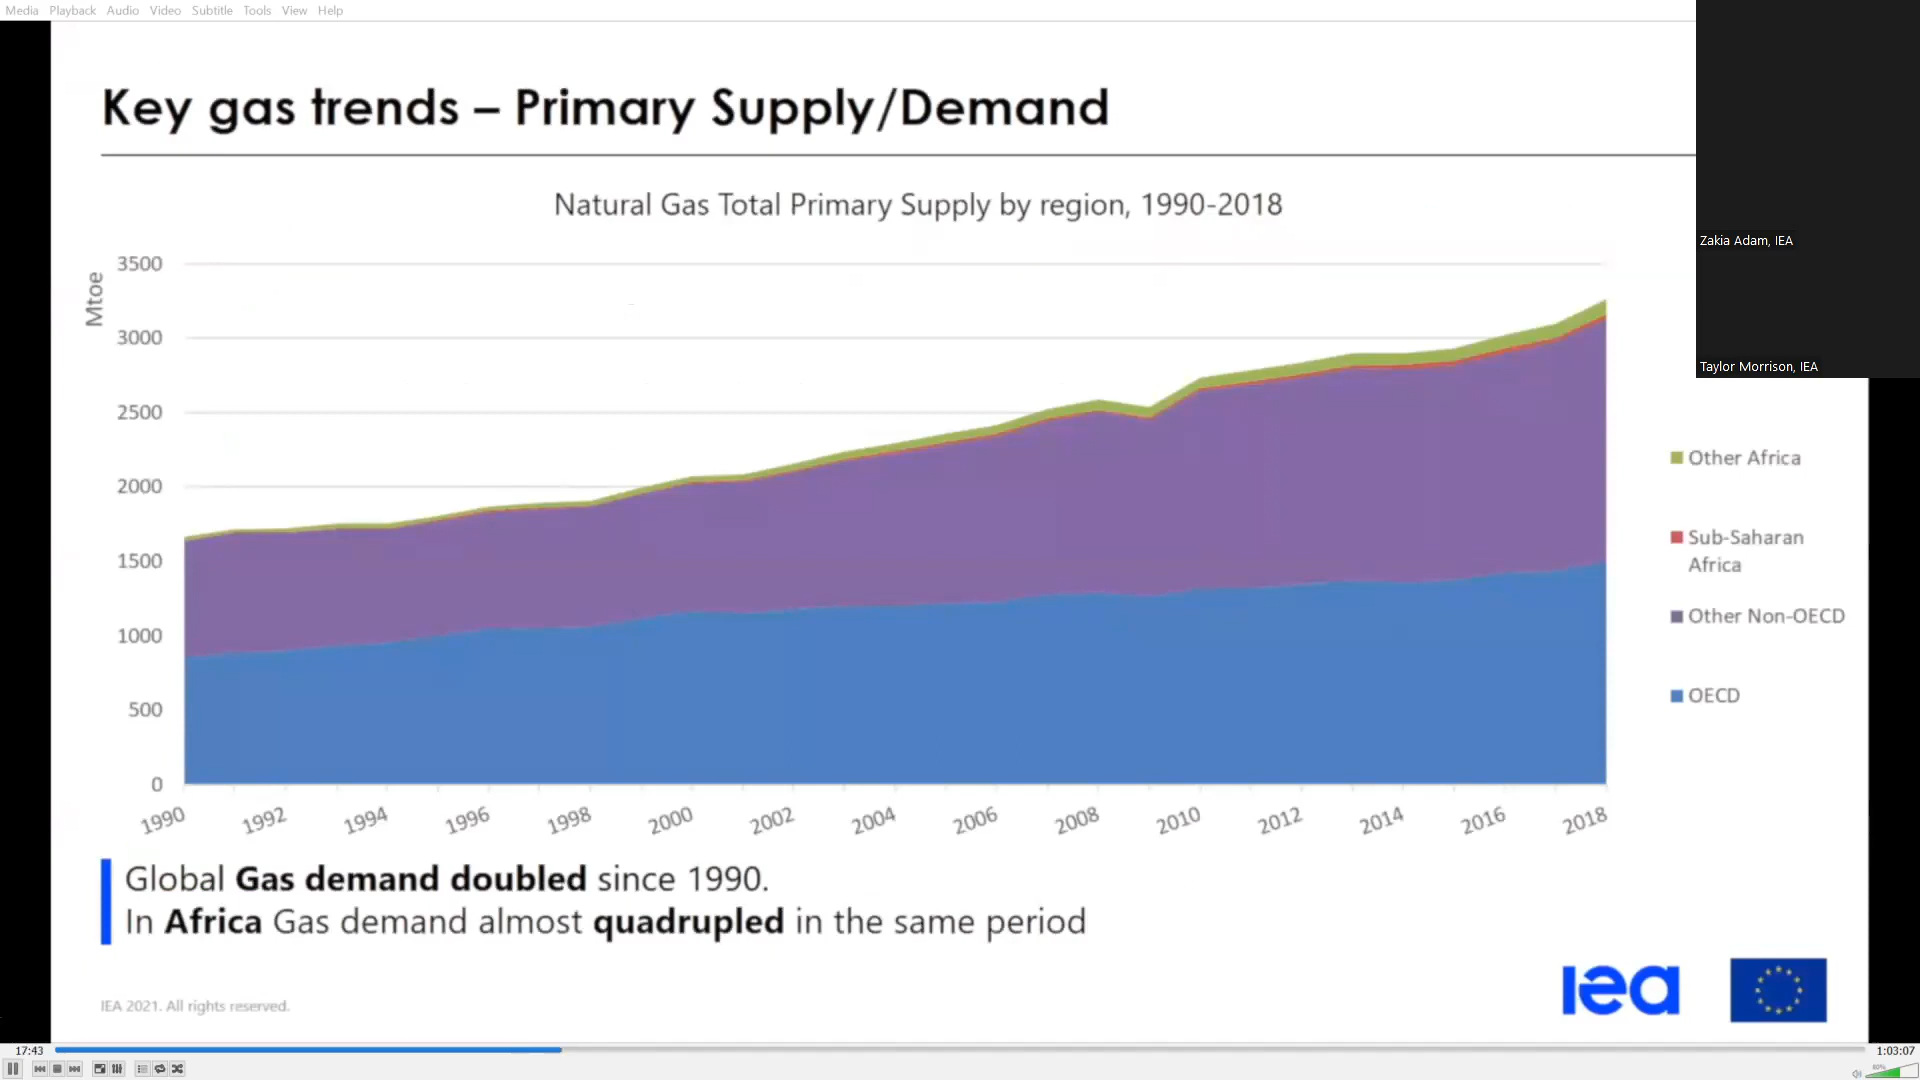 Media Playback Audio Video Subtitle Tools View Help
Key gas trends – Primary Supply/Demand
Zakia Adam, IEA
Taylor Morrison, IEA
Natural Gas Total Primary Supply by region, 1990-2018
Mtoe
3500
3000
2500
2000
1500
1000
500
0
1990 1992 1994 1996 1998 2000 2002 2004 2006 2008 2010 2012 2014 2016 2018
Other Africa
Sub-Saharan
Africa
Other Non-OECD
OECD
Global Gas demand doubled since 1990.
In Africa Gas demand almost quadrupled in the same period
IEA 2021. All rights reserved.
iea
17:43 1:03:07
80%